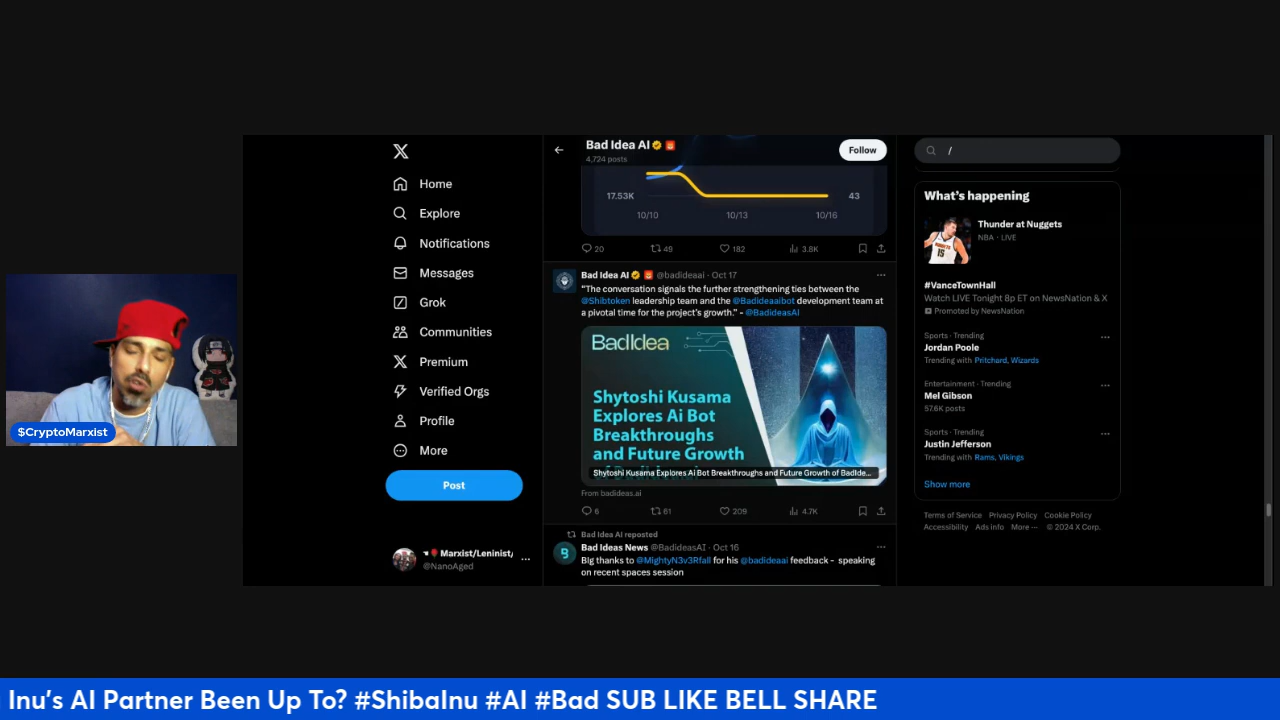 Home
Explore
Notifications
Messages
Grok
Communities
Premium
Verified Orgs
Profile
More
Post
Marxist/Leninist/
@NanoAged
Bad Idea AI
4,724 posts
Follow
17.53K
43
10/10
10/13
10/16
20
49
182
3.8K
Bad Idea AI @badideaai · Oct 17
"The conversation signals the further strengthening ties between the
@Shibtoken leadership team and the @Badideaaibot development team at
a pivotal time for the project's growth." - @BadideasAI
BadIdea
Shytoshi Kusama
Explores Ai Bot
Breakthroughs
and Future Growth
Shytoshi Kusama Explores Ai Bot Breakthroughs and Future Growth of BadIde...
From badideas.ai
6
61
209
4.7K
Bad Idea AI reposted
Bad Ideas News @BadideasAI · Oct 16
Big thanks to @MightyN3v3Rfall for his @badideaai feedback - speaking
on recent spaces session
/
What's happening
Thunder at Nuggets
NBA · LIVE
15
#VanceTownHall
Watch LIVE Tonight 8p ET on NewsNation & X
Promoted by NewsNation
Sports · Trending
Jordan Poole
Trending with Pritchard, Wizards
Entertainment · Trending
Mel Gibson
57.6K posts
Sports · Trending
Justin Jefferson
Trending with Rams, Vikings
Show more
Terms of Service Privacy Policy Cookie Policy
Accessibility Ads info More ··· © 2024 X Corp.
$CryptoMarxist
Inu's AI Partner Been Up To? #ShibaInu #AI #Bad SUB LIKE BELL SHARE